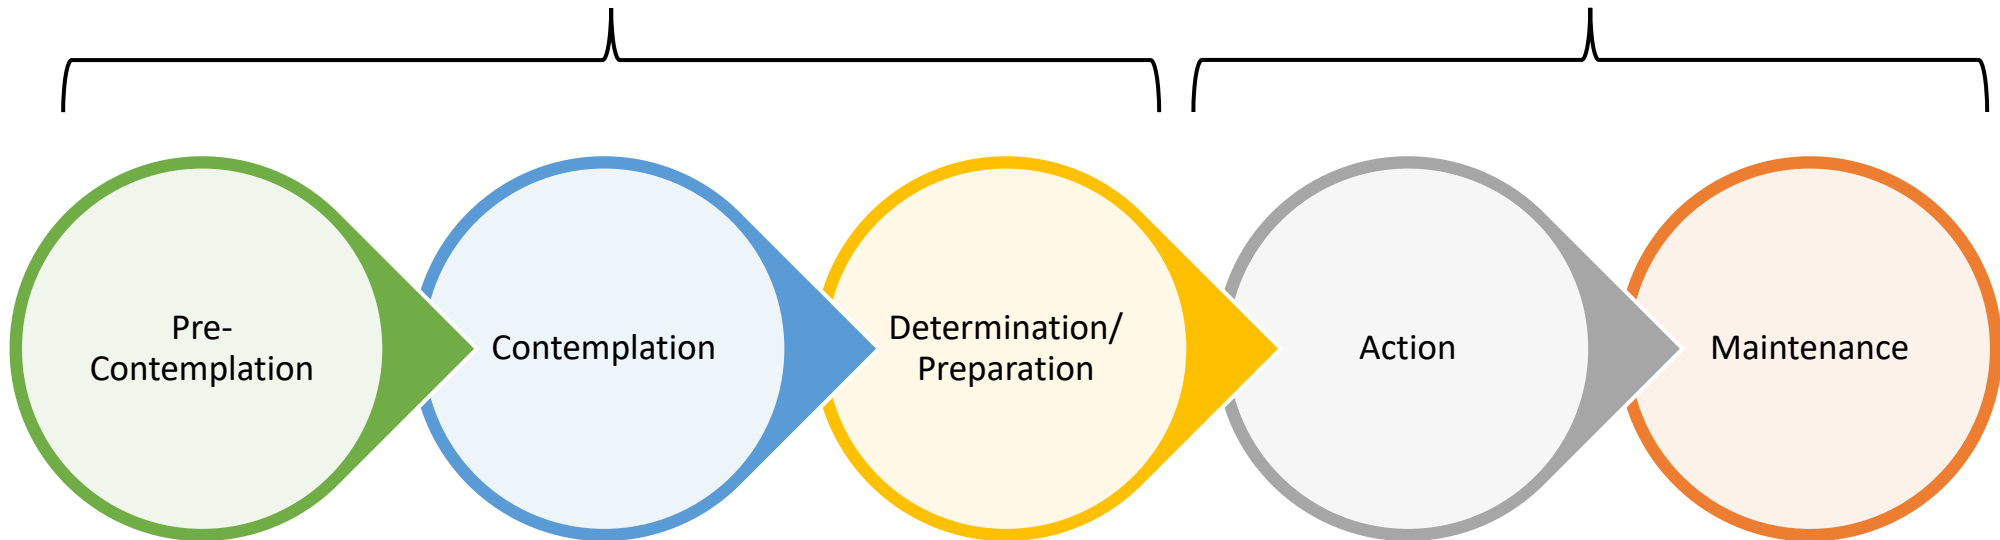 Pre-
Contemplation
Contemplation
Determination/
Preparation
Action
Maintenance